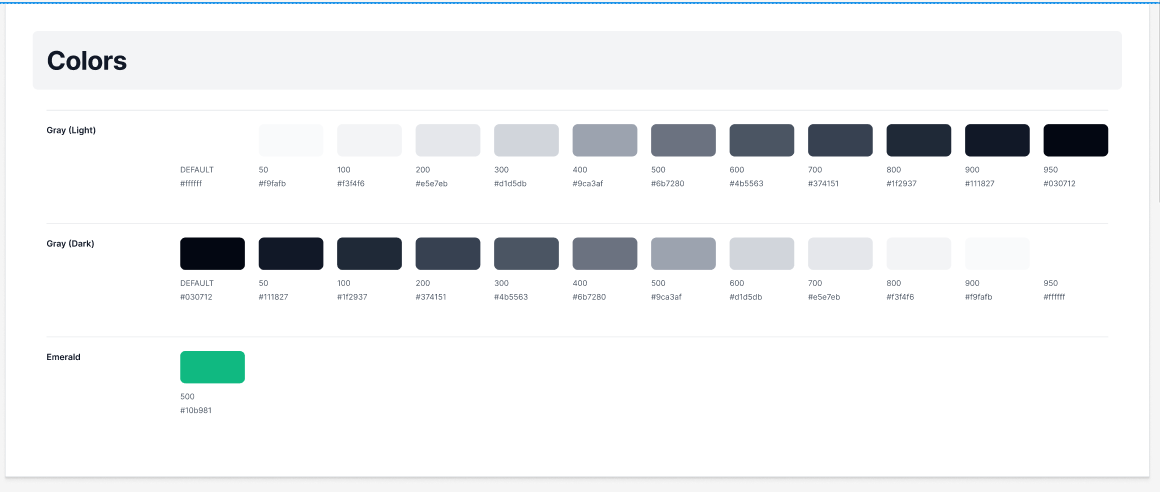 Colors
Gray (Light)
DEFAULT 50 100 200 300 400 500 600 700 800 900 950
#ffffff #f9fafb #f3f4f6 #e5e7eb #d1d5db #9ca3af #6b7280 #4b5563 #374151 #1f2937 #111827 #030712
Gray (Dark)
DEFAULT 50 100 200 300 400 500 600 700 800 900 950
#030712 #111827 #1f2937 #374151 #4b5563 #6b7280 #9ca3af #d1d5db #e5e7eb #f3f4f6 #f9fafb #ffffff
Emerald
500
#10b981